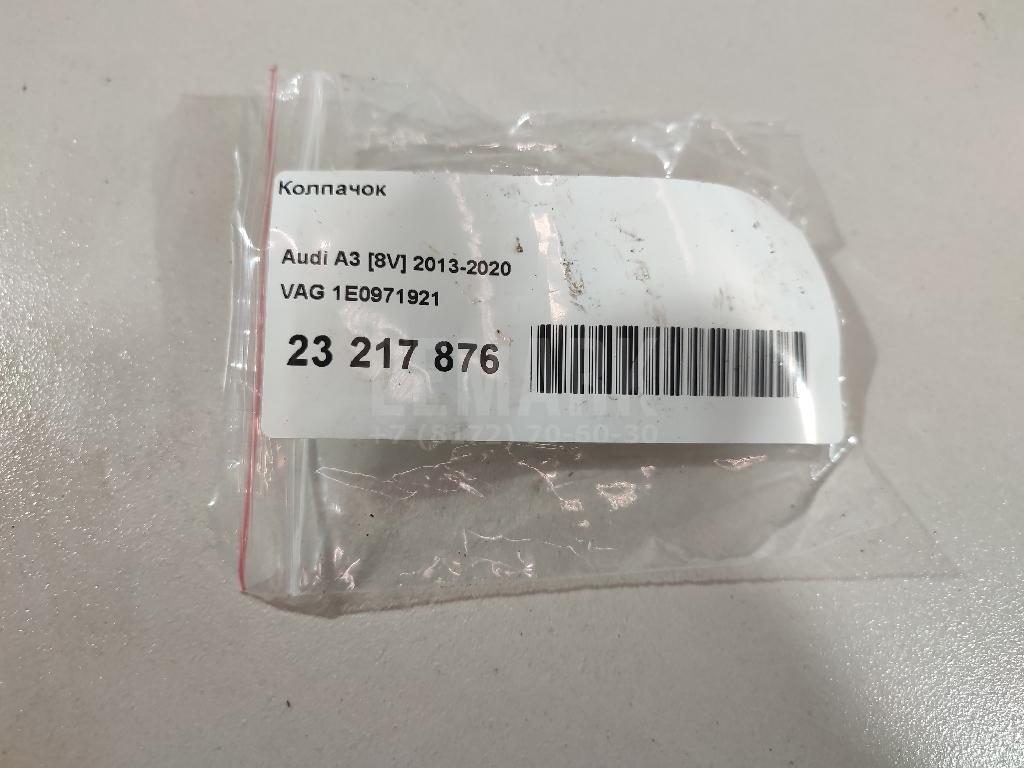 Колпачок
Audi A3 [8V] 2013-2020
VAG 1E0971921
23 217 876